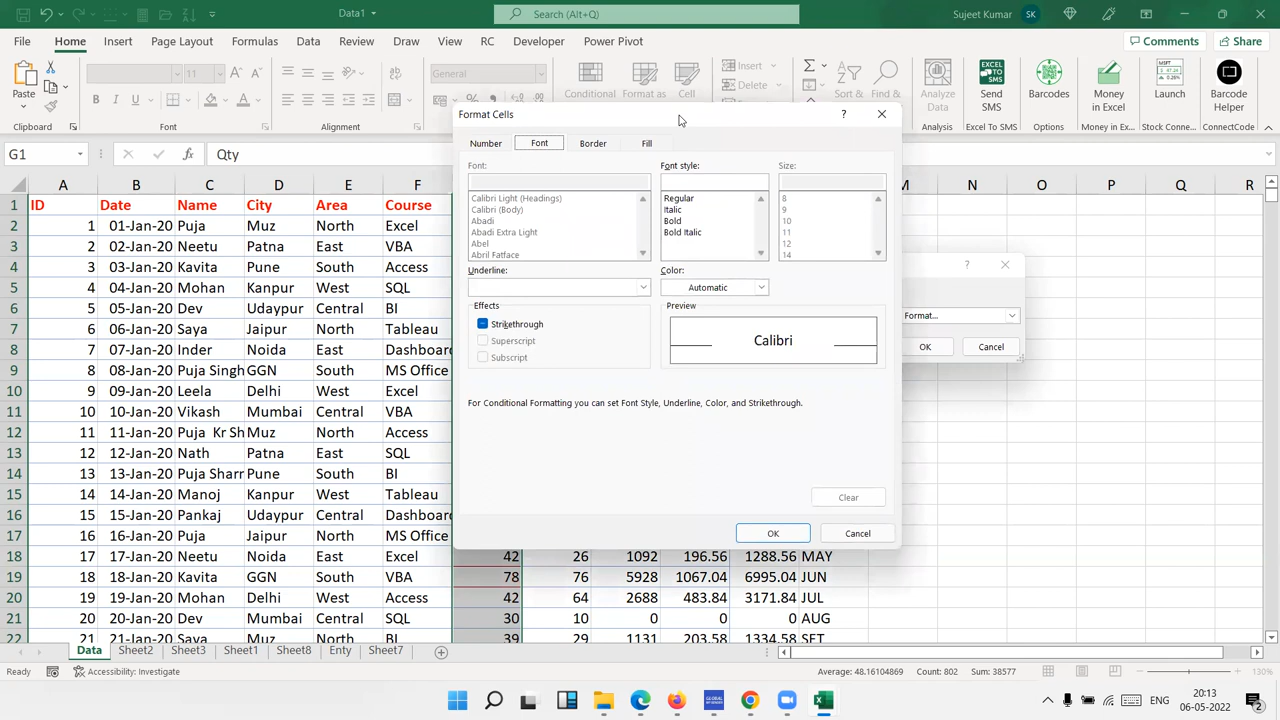 Data1
Search (Alt+Q)
Sujeet Kumar SK
File Home Insert Page Layout Formulas Data Review Draw View RC Developer Power Pivot Comments Share
Paste
11
B I U
General
Conditional Format as Cell
Insert
Delete
Sort & Find &
Analyze Data
Send SMS
Barcodes
Money in Excel
Launch
Barcode Helper
Clipboard Font Alignment Analysis Excel To SMS Options Money in Ex... Stock Connec... ConnectCode
G1 fx Qty
Format Cells ?
Number Font Border Fill
Font: Font style: Size:
Calibri Light (Headings) Regular 8
Calibri (Body) Italic 9
Abadi Bold 10
Abadi Extra Light Bold Italic 11
Abel 12
Abril Fatface 14
Underline: Color:
Automatic
Effects Preview
Strikethrough
Superscript
Subscript
Calibri
For Conditional Formatting you can set Font Style, Underline, Color, and Strikethrough.
Clear
OK Cancel
?
Format...
OK Cancel
A B C D E F M N O P Q R
1 ID Date Name City Area Course
2 1 01-Jan-20 Puja Muz North Excel
3 2 02-Jan-20 Neetu Patna East VBA
4 3 03-Jan-20 Kavita Pune South Access
5 4 04-Jan-20 Mohan Kanpur West SQL
6 5 05-Jan-20 Dev Udaypur Central BI
7 6 06-Jan-20 Saya Jaipur North Tableau
8 7 07-Jan-20 Inder Noida East Dashboard
9 8 08-Jan-20 Puja Singh GGN South MS Office
10 9 09-Jan-20 Leela Delhi West Excel
11 10 10-Jan-20 Vikash Mumbai Central VBA
12 11 11-Jan-20 Puja Kr Sh Muz North Access
13 12 12-Jan-20 Nath Patna East SQL
14 13 13-Jan-20 Puja Sharr Pune South BI
15 14 14-Jan-20 Manoj Kanpur West Tableau
16 15 15-Jan-20 Pankaj Udaypur Central Dashboard
17 16 16-Jan-20 Puja Jaipur North MS Office
18 17 17-Jan-20 Neetu Noida East Excel 42 26 1092 196.56 1288.56 MAY
19 18 18-Jan-20 Kavita GGN South VBA 78 76 5928 1067.04 6995.04 JUN
20 19 19-Jan-20 Mohan Delhi West Access 42 64 2688 483.84 3171.84 JUL
21 20 20-Jan-20 Dev Mumbai Central SQL 30 10 0 0 0 AUG
22 21 21-Jan-20 Saya Muz North BI 39 29 1131 203.58 1334.58 SET
Data Sheet2 Sheet3 Sheet1 Sheet8 Enty Sheet7
Ready Accessibility: Investigate Average: 48.16104869 Count: 802 Sum: 38577 130%
ENG 20:13
06-05-2022 2